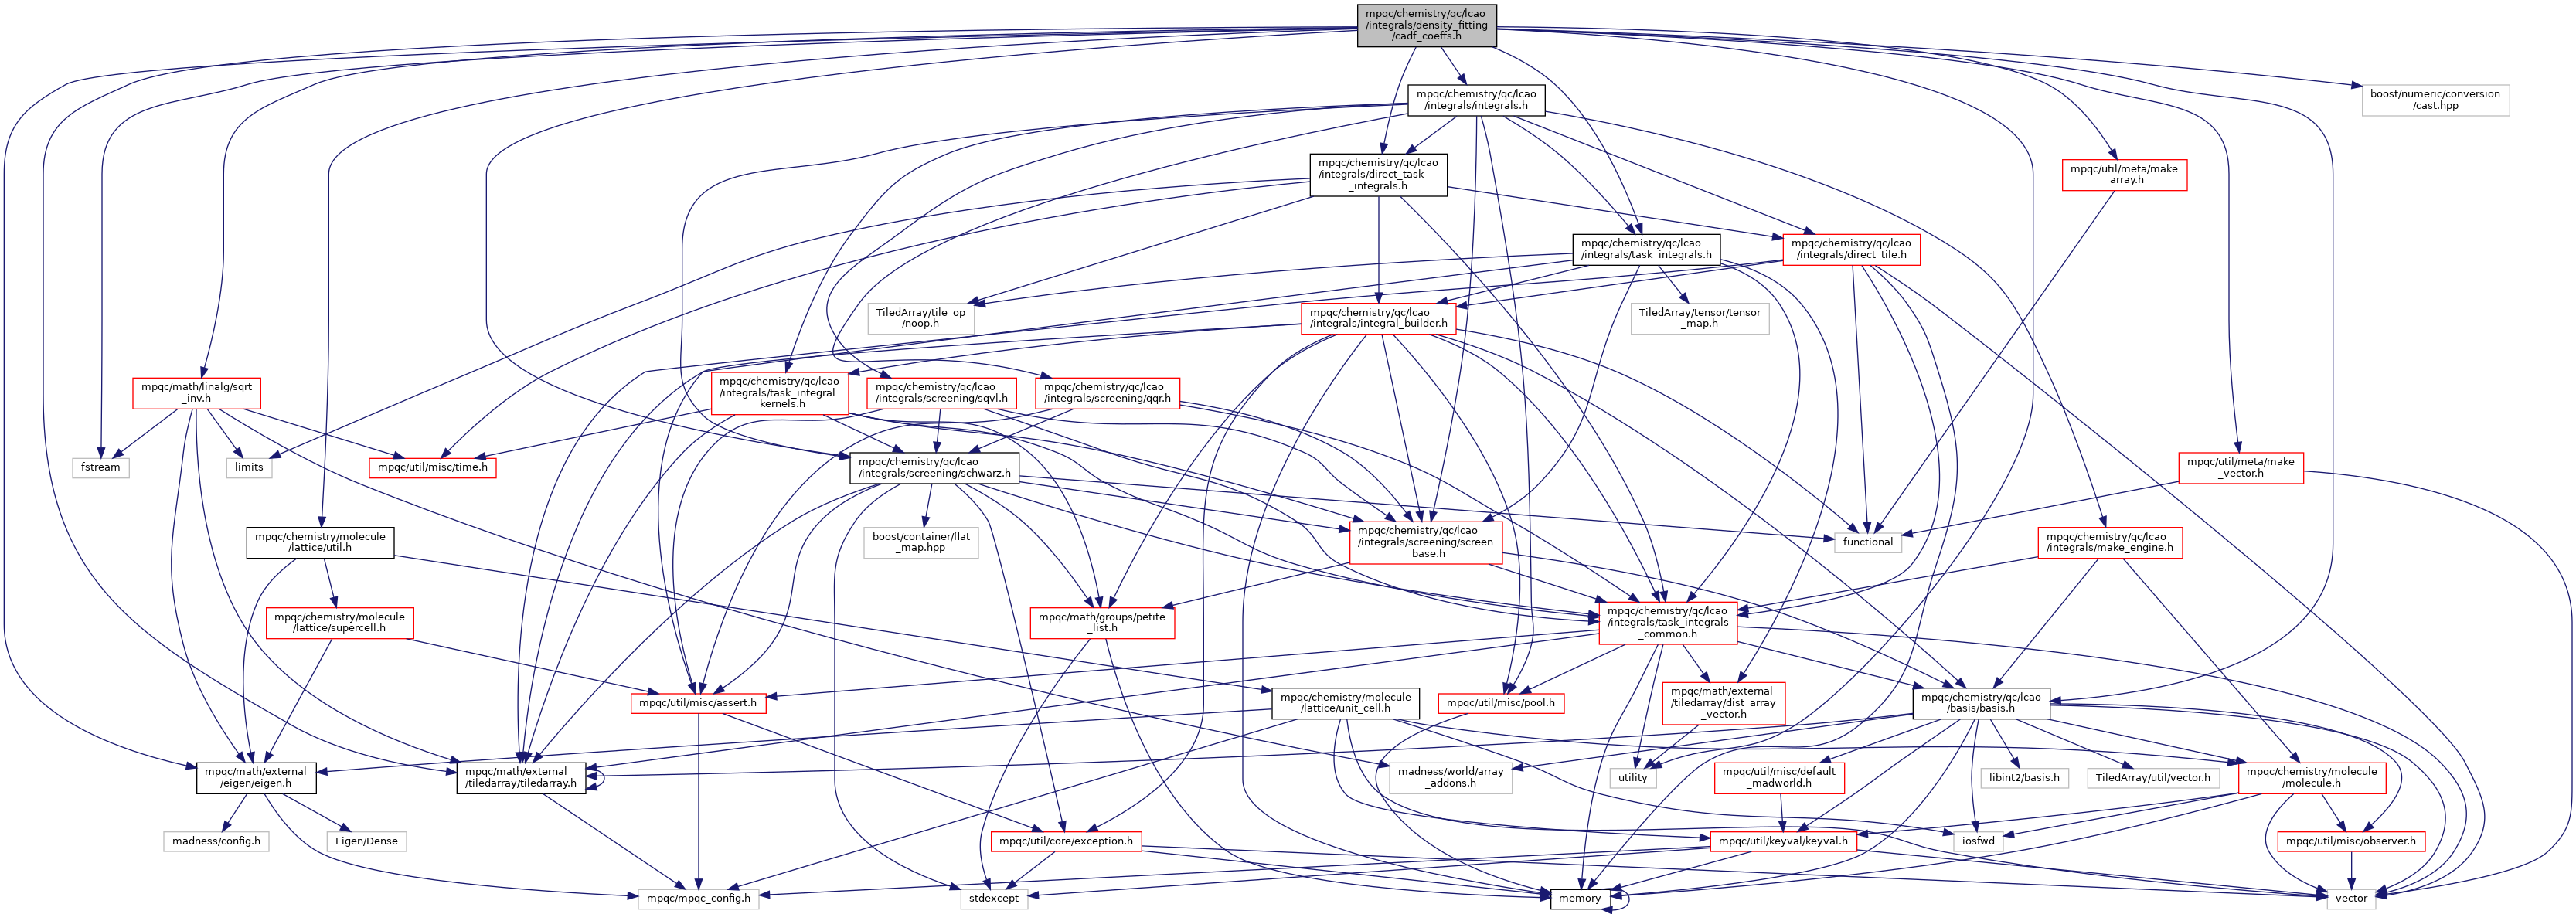 mpqc/chemistry/qc/lcao
/integrals/density_fitting
/cadf_coeffs.h
mpqc/chemistry/qc/lcao
/integrals/integrals.h
boost/numeric/conversion
/cast.hpp
mpqc/chemistry/qc/lcao
/integrals/direct_task
_integrals.h
mpqc/util/meta/make
_array.h
mpqc/chemistry/qc/lcao
/integrals/task_integrals.h
mpqc/chemistry/qc/lcao
/integrals/direct_tile.h
TiledArray/tile_op
/noop.h
mpqc/chemistry/qc/lcao
/integrals/integral_builder.h
TiledArray/tensor/tensor
_map.h
mpqc/math/linalg/sqrt
_inv.h
mpqc/chemistry/qc/lcao
/integrals/task_integral
_kernels.h
mpqc/chemistry/qc/lcao
/integrals/screening/sqvl.h
mpqc/chemistry/qc/lcao
/integrals/screening/qqr.h
fstream
limits
mpqc/util/misc/time.h
mpqc/chemistry/qc/lcao
/integrals/screening/schwarz.h
mpqc/util/meta/make
_vector.h
mpqc/chemistry/molecule
/lattice/util.h
boost/container/flat
_map.hpp
mpqc/chemistry/qc/lcao
/integrals/screening/screen
_base.h
functional
mpqc/chemistry/qc/lcao
/integrals/make_engine.h
mpqc/chemistry/molecule
/lattice/supercell.h
mpqc/math/groups/petite
_list.h
mpqc/chemistry/qc/lcao
/integrals/task_integrals
_common.h
mpqc/util/misc/assert.h
mpqc/chemistry/molecule
/lattice/unit_cell.h
mpqc/util/misc/pool.h
mpqc/math/external
/tiledarray/dist_array
_vector.h
mpqc/chemistry/qc/lcao
/basis/basis.h
mpqc/math/external
/eigen/eigen.h
mpqc/math/external
/tiledarray/tiledarray.h
madness/world/array
_addons.h
utility
mpqc/util/misc/default
_madworld.h
libint2/basis.h
TiledArray/util/vector.h
mpqc/chemistry/molecule
/molecule.h
madness/config.h
Eigen/Dense
mpqc/util/core/exception.h
mpqc/util/keyval/keyval.h
iosfwd
mpqc/util/misc/observer.h
mpqc/mpqc_config.h
stdexcept
memory
vector